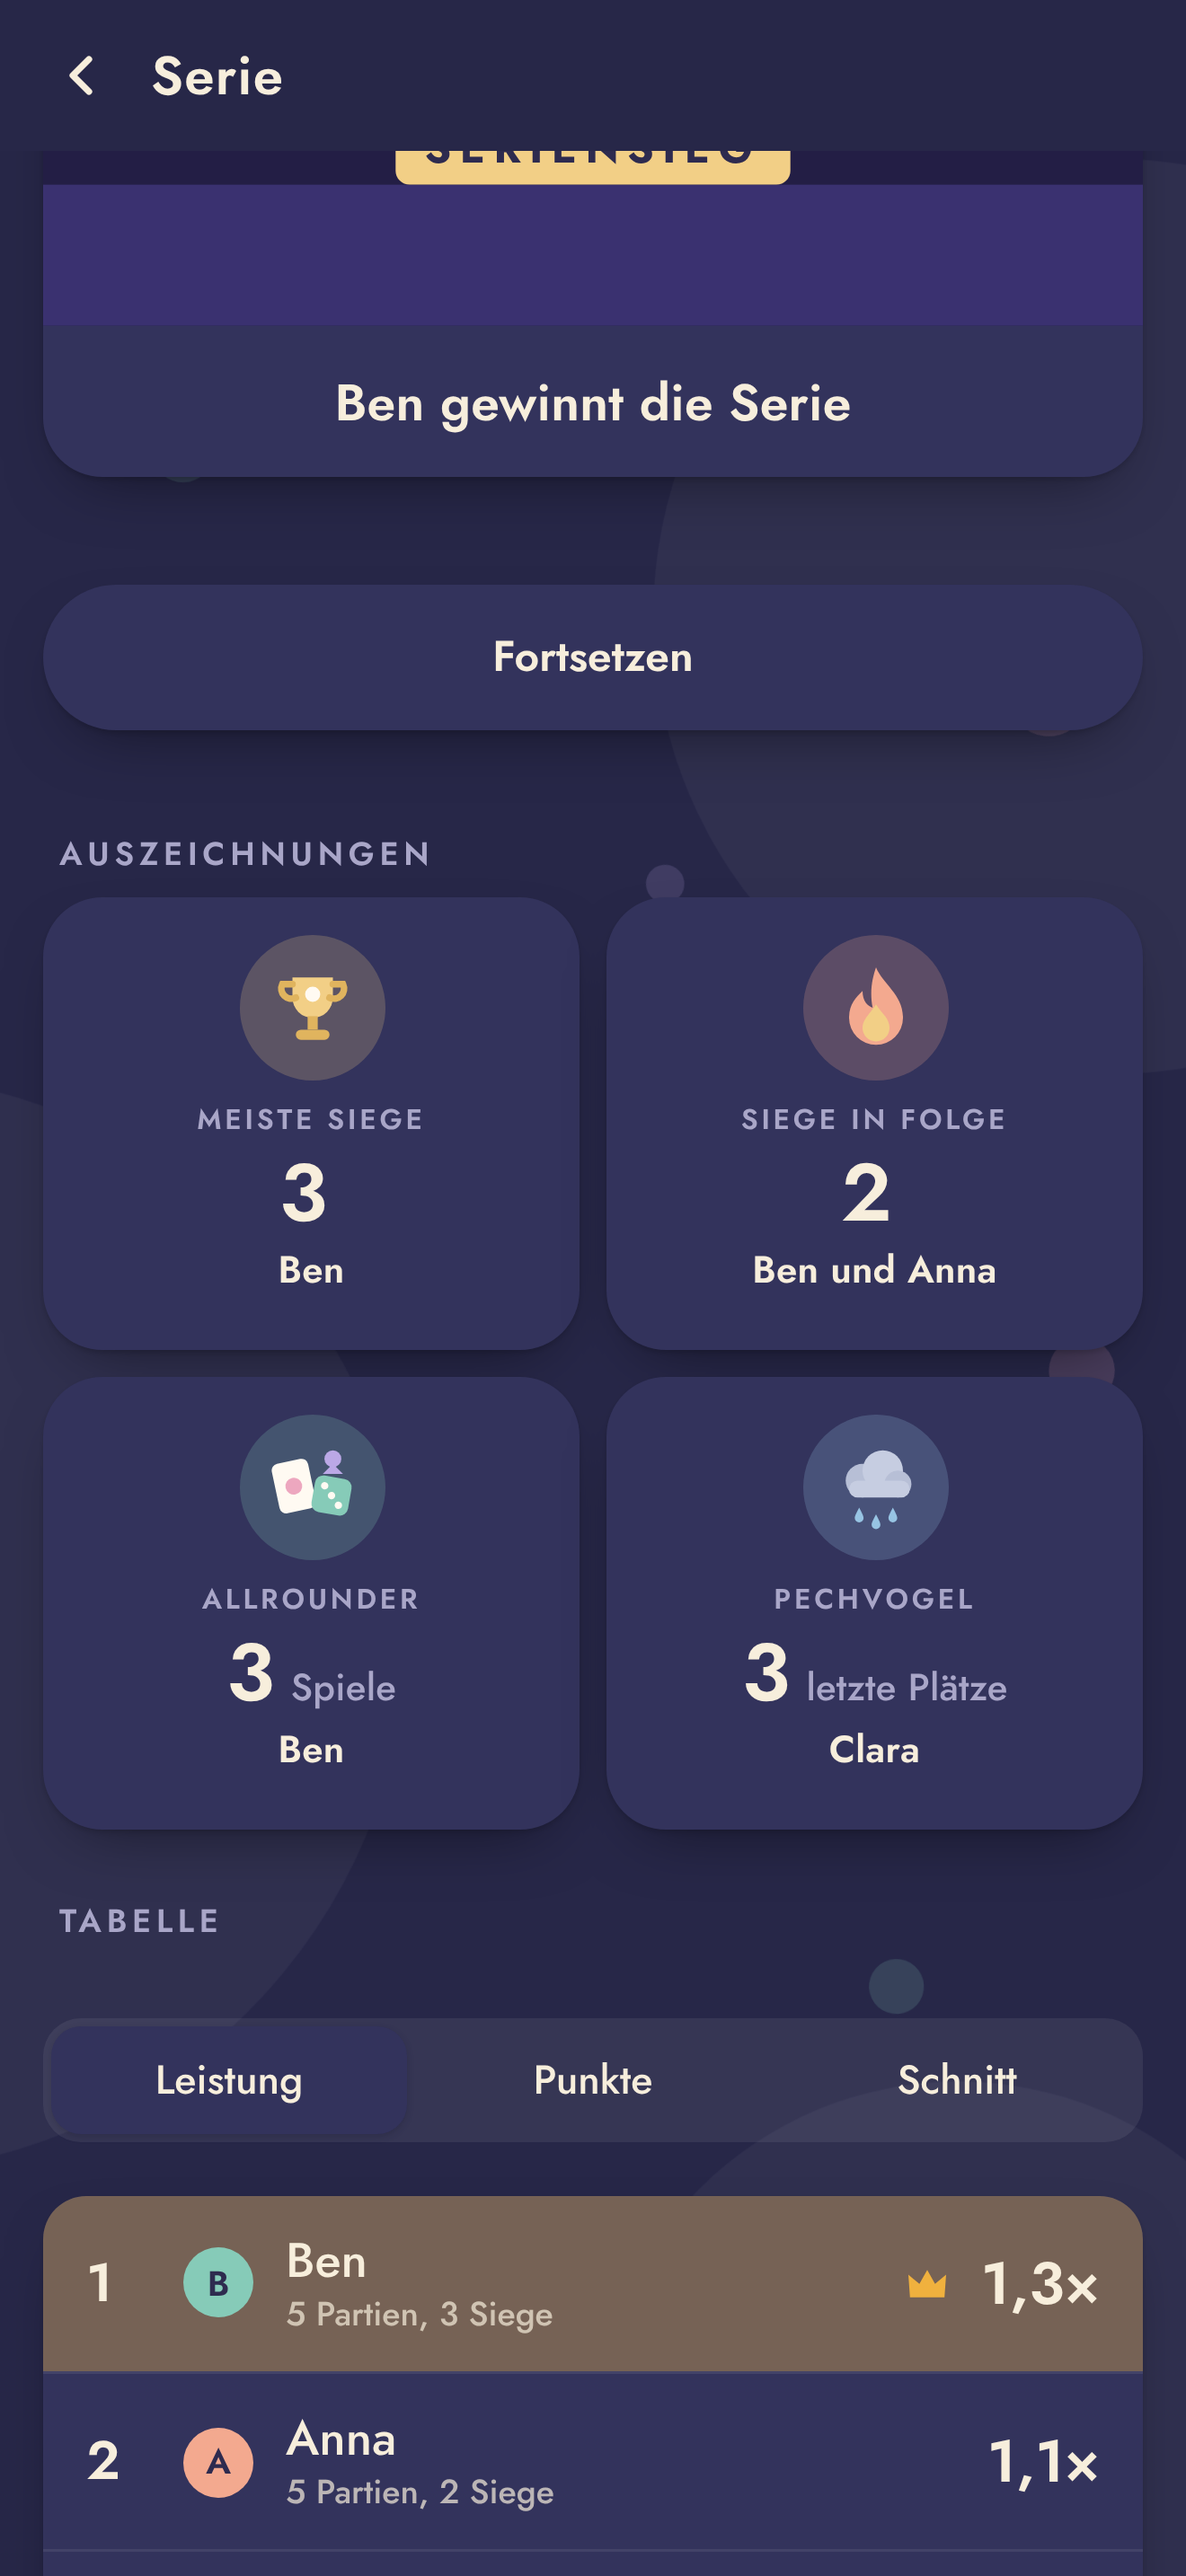 Serie
SERIENSIEG
Ben gewinnt die Serie
Fortsetzen
AUSZEICHNUNGEN
MEISTE SIEGE
3
Ben
SIEGE IN FOLGE
2
Ben und Anna
ALLROUNDER
3 Spiele
Ben
PECHVOGEL
3 letzte Plätze
Clara
TABELLE
Leistung
Punkte
Schnitt
1
B
Ben
5 Partien, 3 Siege
1,3×
2
A
Anna
5 Partien, 2 Siege
1,1×